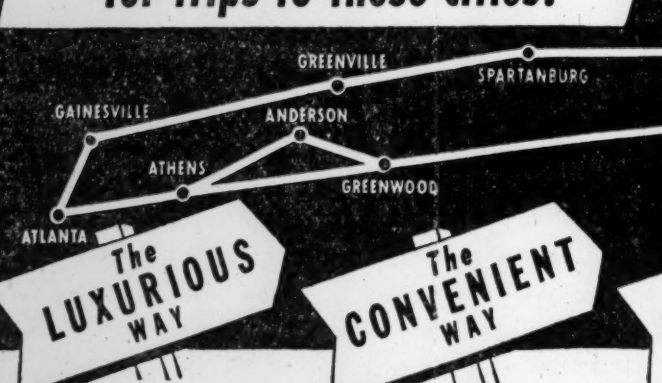 for Trips to These Cities!
GREENVILLE
SPARTANBURG
GAINESVILLE
ANDERSON
ATHENS
GREENWOOD
ATLANTA
The
LUXURIOUS
WAY
The
CONVENIENT
WAY